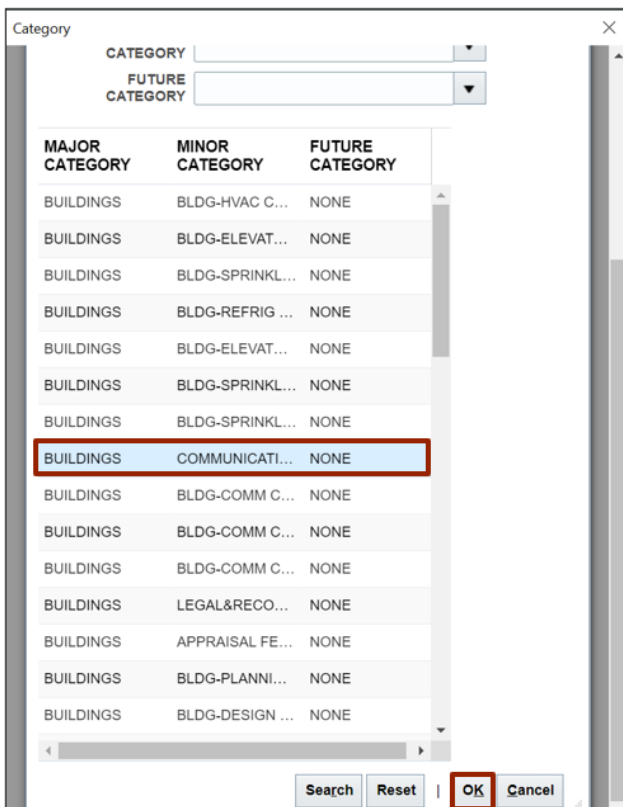 Category
CATEGORY
FUTURE
CATEGORY
MAJOR MINOR FUTURE
CATEGORY CATEGORY CATEGORY
BUILDINGS BLDG-HVAC C... NONE
BUILDINGS BLDG-ELEVAT... NONE
BUILDINGS BLDG-SPRINKL... NONE
BUILDINGS BLDG-REFRIG ... NONE
BUILDINGS BLDG-ELEVAT... NONE
BUILDINGS BLDG-SPRINKL... NONE
BUILDINGS BLDG-SPRINKL... NONE
BUILDINGS COMMUNICATI... NONE
BUILDINGS BLDG-COMM C... NONE
BUILDINGS BLDG-COMM C... NONE
BUILDINGS BLDG-COMM C... NONE
BUILDINGS LEGAL&RECO... NONE
BUILDINGS APPRAISAL FE... NONE
BUILDINGS BLDG-PLANNI... NONE
BUILDINGS BLDG-DESIGN ... NONE
Search Reset | OK Cancel